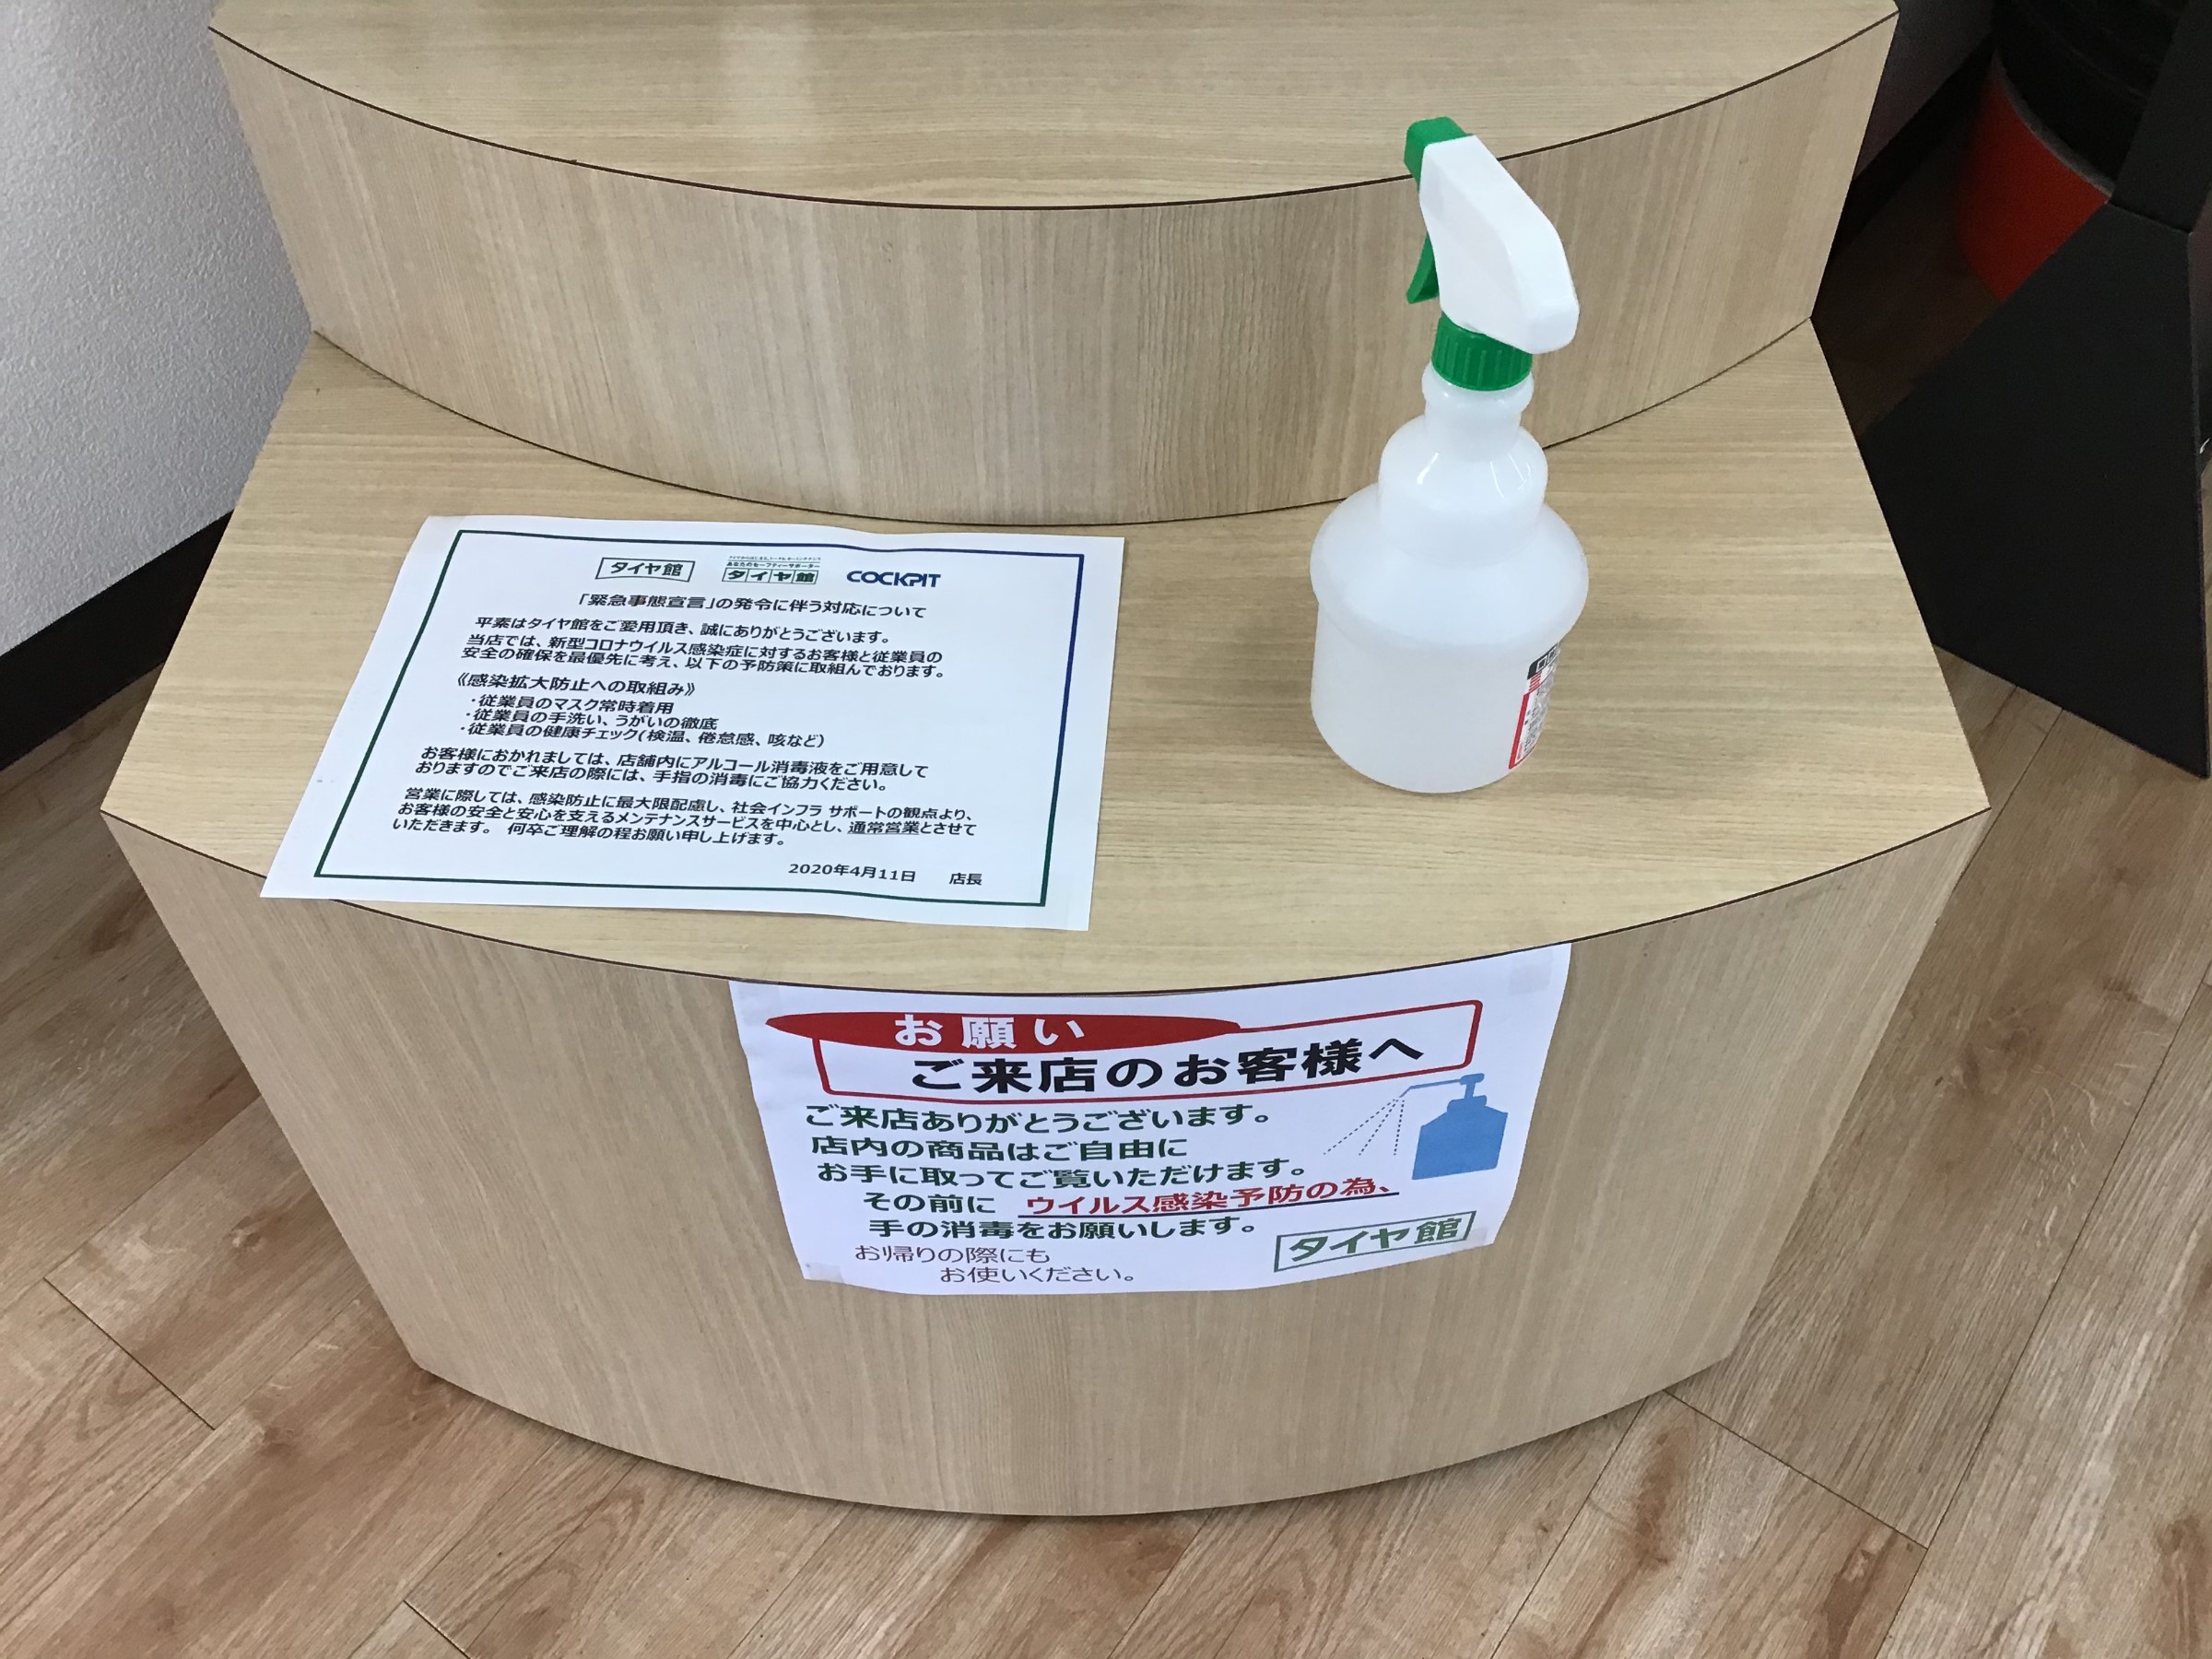 タイヤ館
あなたのセーフティーサポーター
タイヤ館
COCKPIT
「緊急事態宣言」の発令に伴う対応について
平素はタイヤ館をご愛用頂き、誠にありがとうございます。
当店では、新型コロナウイルス感染症に対するお客様と従業員の
安全の確保を最優先に考え、以下の予防策に取組んでおります。
《感染拡大防止への取組み》
・従業員のマスク常時着用
・従業員の手洗い、うがいの徹底
・従業員の健康チェック(検温、倦怠感、咳など)
お客様におかれましては、店舗内にアルコール消毒液をご用意して
おりますのでご来店の際には、手指の消毒にご協力ください。
営業に際しては、感染防止に最大限配慮し、社会インフラ サポートの観点より、
お客様の安全と安心を支えるメンテナンスサービスを中心とし、通常営業とさせて
いただきます。 何卒ご理解の程お願い申し上げます。
2020年4月11日 店長
お願い
ご来店のお客様へ
ご来店ありがとうございます。
店内の商品はご自由に
お手に取ってご覧いただけます。
その前に ウイルス感染予防の為、
手の消毒をお願いします。
お帰りの際にも
お使いください。
タイヤ館